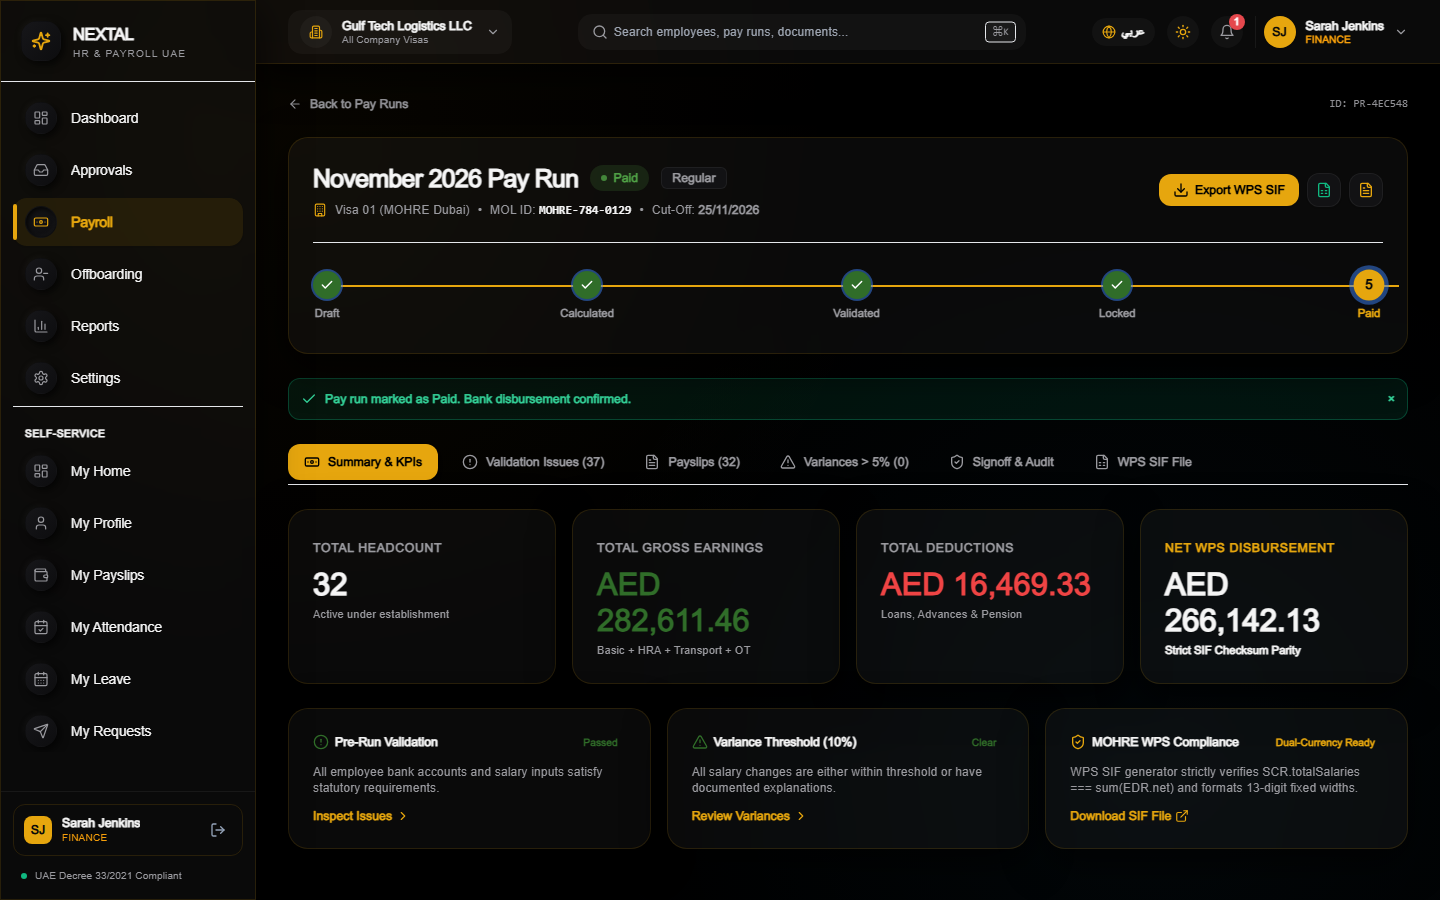 NEXTAL
HR & PAYROLL UAE
Gulf Tech Logistics LLC
All Company Visas
Search employees, pay runs, documents...
⌘K
عربي
1
SJ
Sarah Jenkins
FINANCE
Dashboard
Approvals
Payroll
Offboarding
Reports
Settings
SELF-SERVICE
My Home
My Profile
My Payslips
My Attendance
My Leave
My Requests
SJ
Sarah Jenkins
FINANCE
UAE Decree 33/2021 Compliant
Back to Pay Runs
ID: PR-4EC548
November 2026 Pay Run
Paid
Regular
Export WPS SIF
Visa 01 (MOHRE Dubai) • MOL ID: MOHRE-784-0129 • Cut-Off: 25/11/2026
5
Draft
Calculated
Validated
Locked
Paid
Pay run marked as Paid. Bank disbursement confirmed.
×
Summary & KPIs
Validation Issues (37)
Payslips (32)
Variances > 5% (0)
Signoff & Audit
WPS SIF File
TOTAL HEADCOUNT
32
Active under establishment
TOTAL GROSS EARNINGS
AED
282,611.46
Basic + HRA + Transport + OT
TOTAL DEDUCTIONS
AED 16,469.33
Loans, Advances & Pension
NET WPS DISBURSEMENT
AED
266,142.13
Strict SIF Checksum Parity
Pre-Run Validation
Passed
All employee bank accounts and salary inputs satisfy
statutory requirements.
Inspect Issues
Variance Threshold (10%)
Clear
All salary changes are either within threshold or have
documented explanations.
Review Variances
MOHRE WPS Compliance
Dual-Currency Ready
WPS SIF generator strictly verifies SCR.totalSalaries
=== sum(EDR.net) and formats 13-digit fixed widths.
Download SIF File